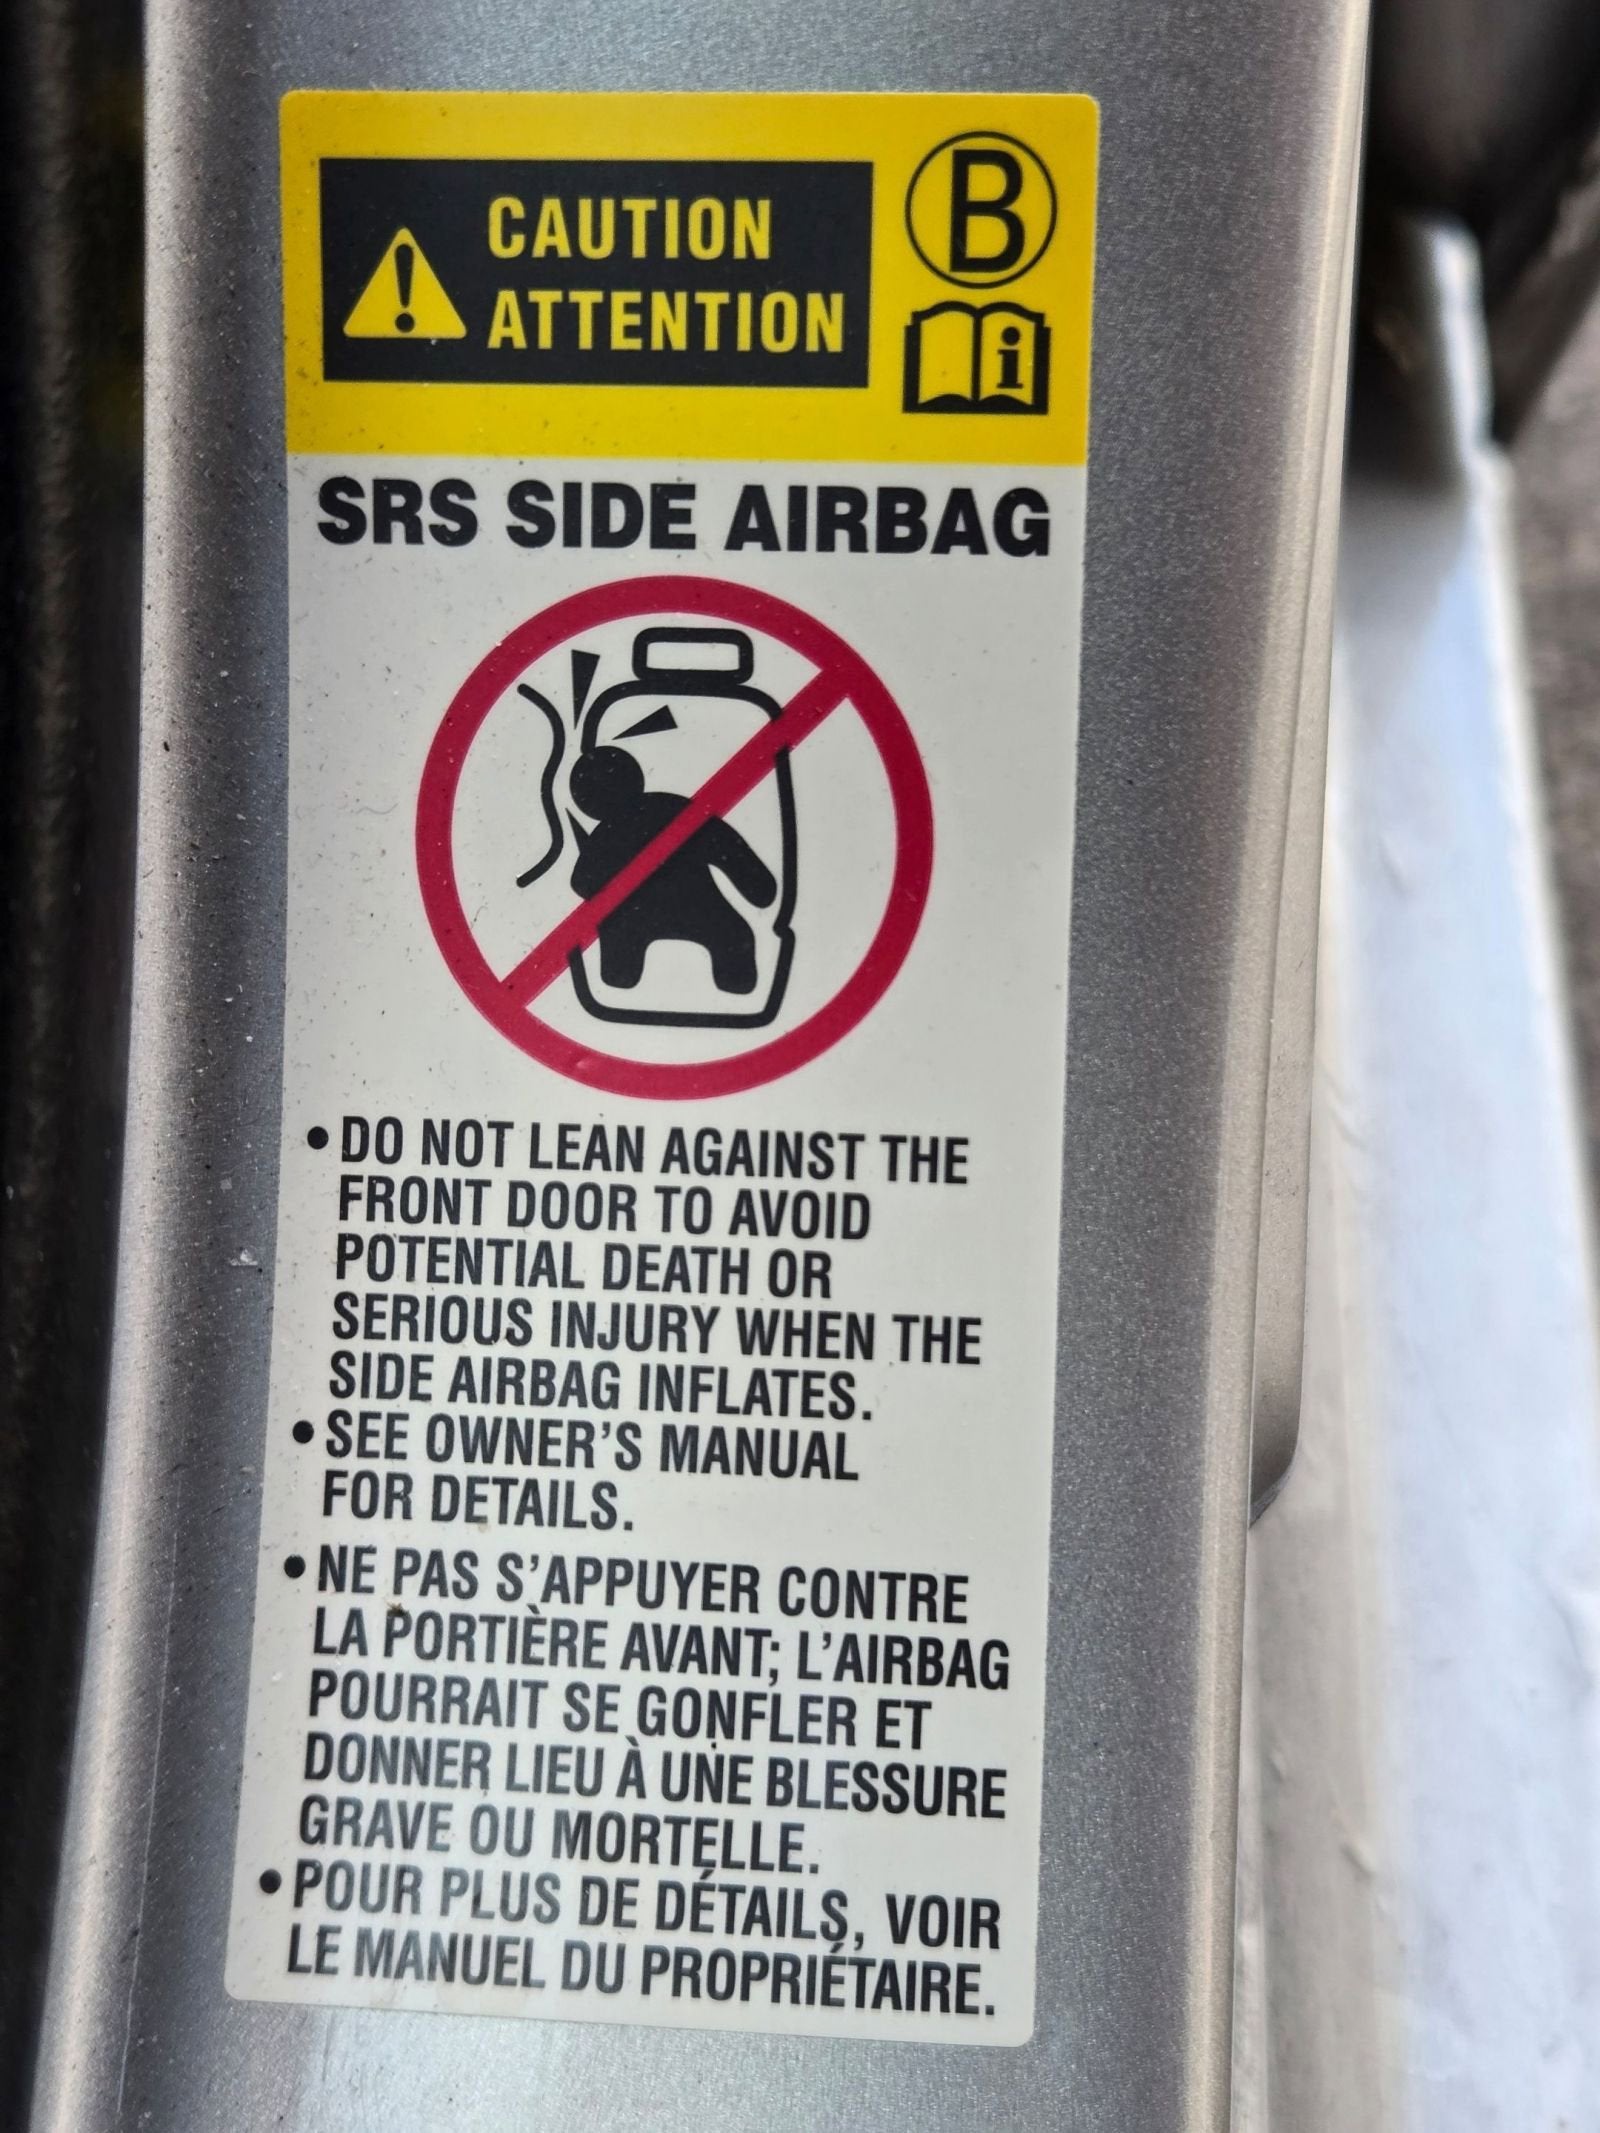 CAUTION
ATTENTION
B
i
SRS SIDE AIRBAG
• DO NOT LEAN AGAINST THE
FRONT DOOR TO AVOID
POTENTIAL DEATH OR
SERIOUS INJURY WHEN THE
SIDE AIRBAG INFLATES.
• SEE OWNER'S MANUAL
FOR DETAILS.
• NE PAS S'APPUYER CONTRE
LA PORTIÈRE AVANT; L'AIRBAG
POURRAIT SE GONFLER ET
DONNER LIEU À UNE BLESSURE
GRAVE OU MORTELLE.
• POUR PLUS DE DÉTAILS, VOIR
LE MANUEL DU PROPRIÉTAIRE.